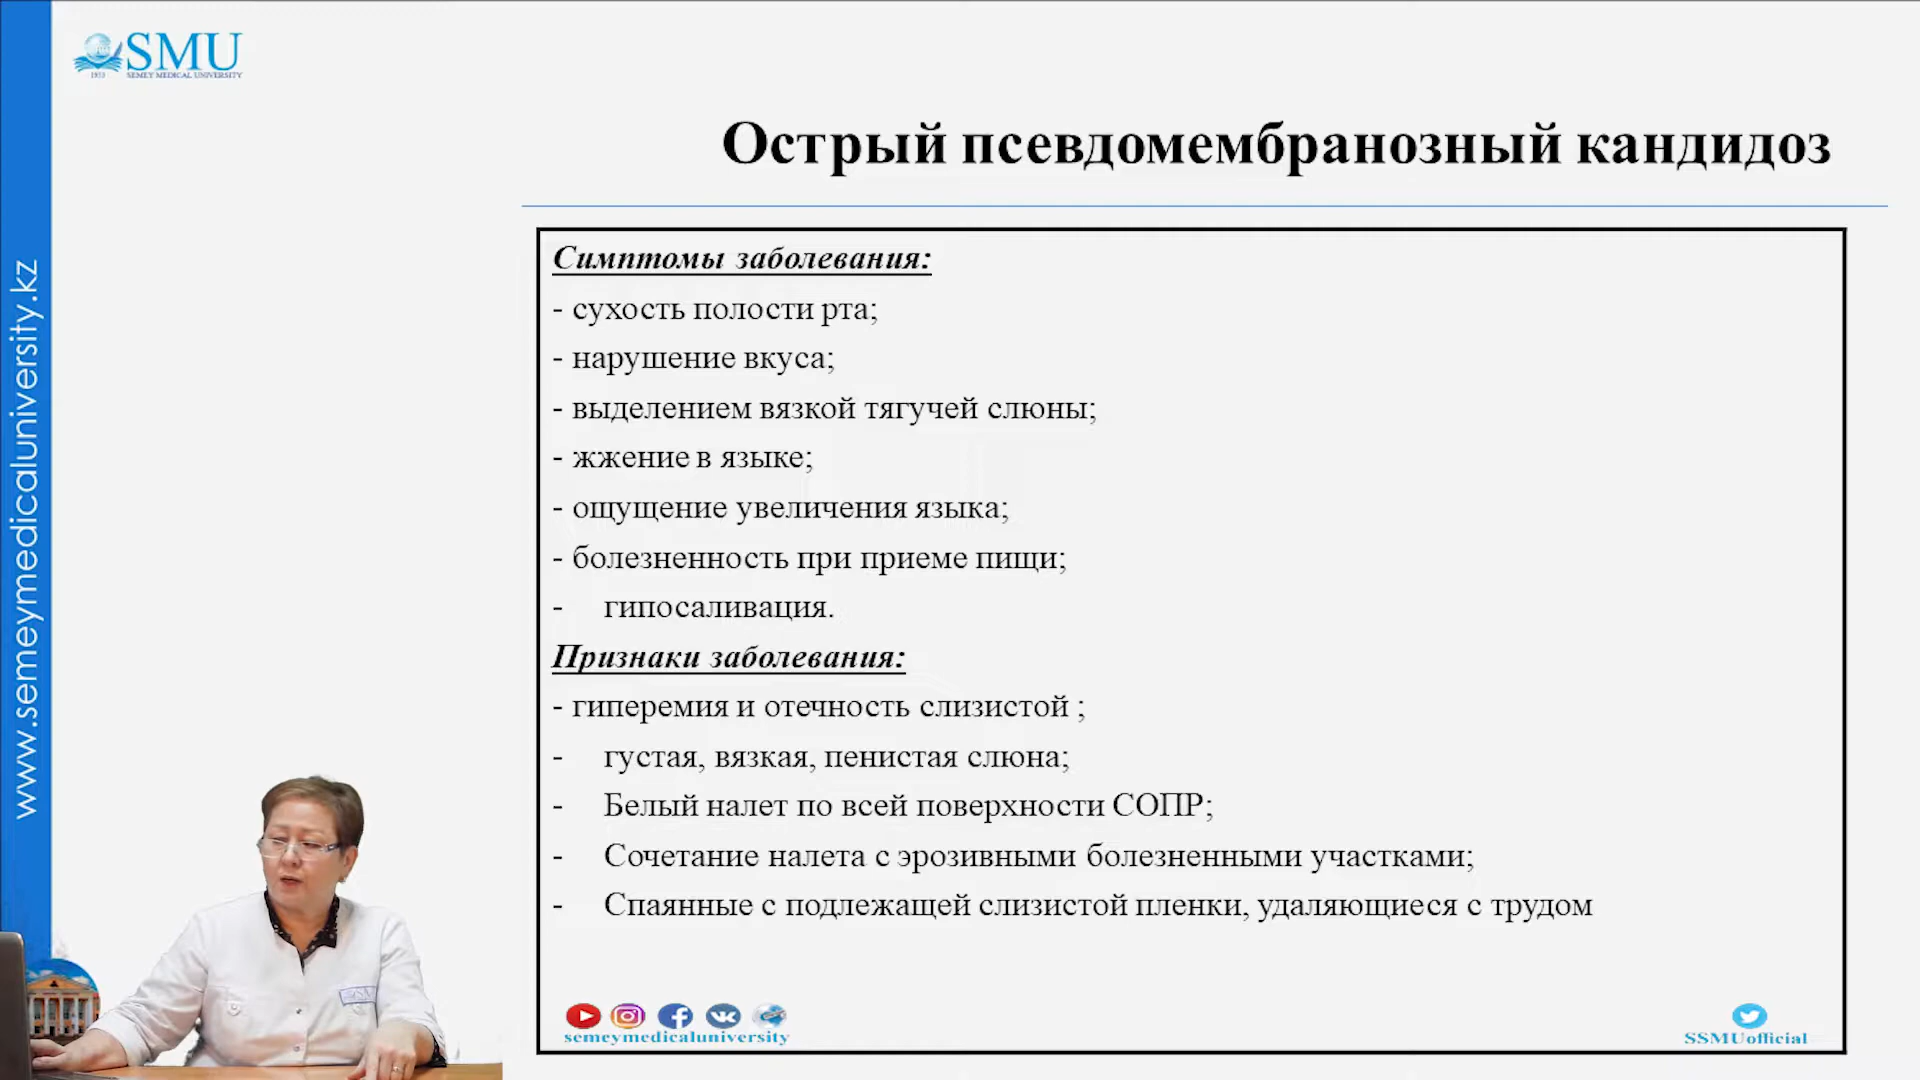 SMU
SEMEY MEDICAL UNIVERSITY
1953
www.semeymedicaluniversity.kz
Острый псевдомембранозный кандидоз
Симптомы заболевания:
- сухость полости рта;
- нарушение вкуса;
- выделением вязкой тягучей слюны;
- жжение в языке;
- ощущение увеличения языка;
- болезненность при приеме пищи;
- гипосаливация.
Признаки заболевания:
- гиперемия и отечность слизистой ;
- густая, вязкая, пенистая слюна;
- Белый налет по всей поверхности СОПР;
- Сочетание налета с эрозивными болезненными участками;
- Спаянные с подлежащей слизистой пленки, удаляющиеся с трудом
semeymedicaluniversity
SSMUofficial